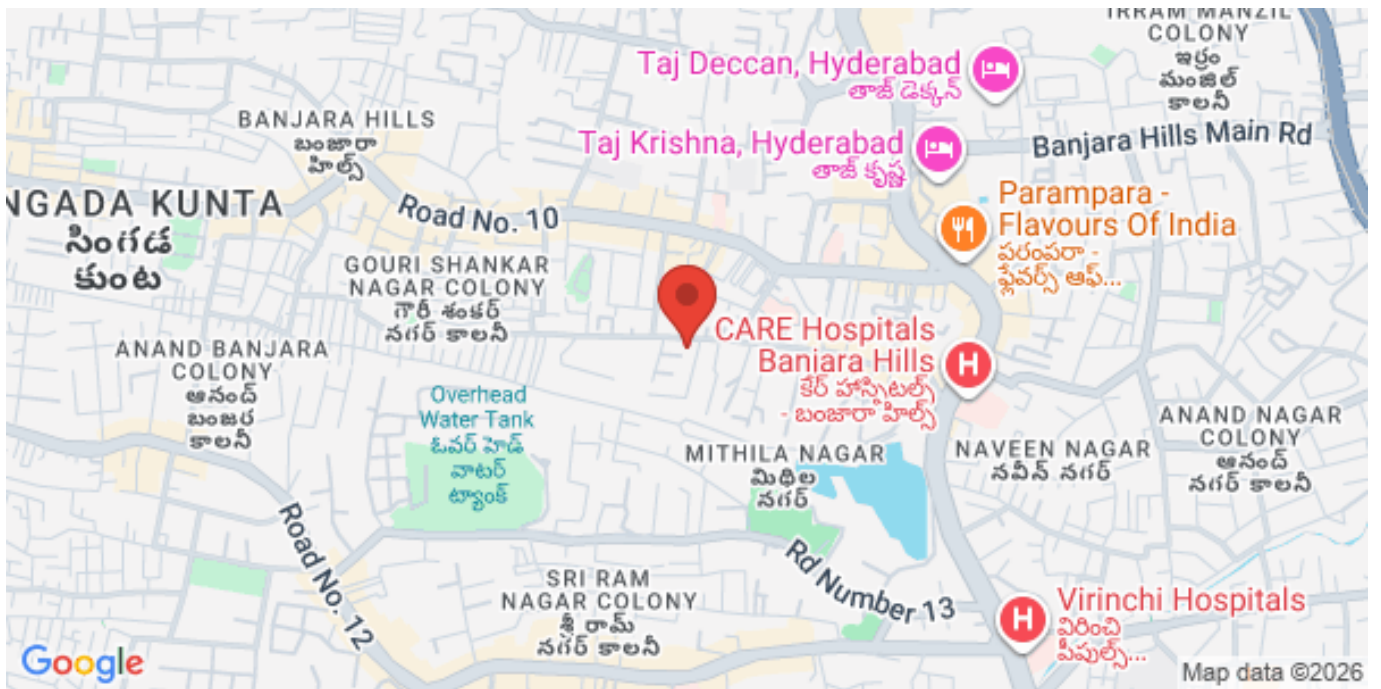 IRRAM MANZIL
COLONY
ఇర్రం
మంజిల్
కాలనీ
Taj Deccan, Hyderabad
తాజ్ డెక్కన్
BANJARA HILLS
బంజారా
హిల్స్
Taj Krishna, Hyderabad
తాజ్ కృష్ణ
Banjara Hills Main Rd
NGADA KUNTA
సింగడ
కుంట
Road No. 10
Parampara -
Flavours Of India
పరంపరా -
ఫ్లేవర్స్ ఆఫ్...
GOURI SHANKAR
NAGAR COLONY
గౌరీ శంకర్
నగర్ కాలనీ
CARE Hospitals
Banjara Hills
కేర్ హాస్పిటల్స్
- బంజారా హిల్స్
ANAND BANJARA
COLONY
ఆనంద్
బంజర
కాలనీ
Overhead
Water Tank
ఓవర్ హెడ్
వాటర్
ట్యాంక్
MITHILA NAGAR
మిథిల
నగర్
NAVEEN NAGAR
నవీన్ నగర్
ANAND NAGAR
COLONY
ఆనంద్
నగర్ కాలనీ
Road No. 12
Rd Number 13
SRI RAM
NAGAR COLONY
శ్రీ రామ్
నగర్ కాలనీ
Virinchi Hospitals
విరించి
పీపుల్స్...
Google
Map data ©2026